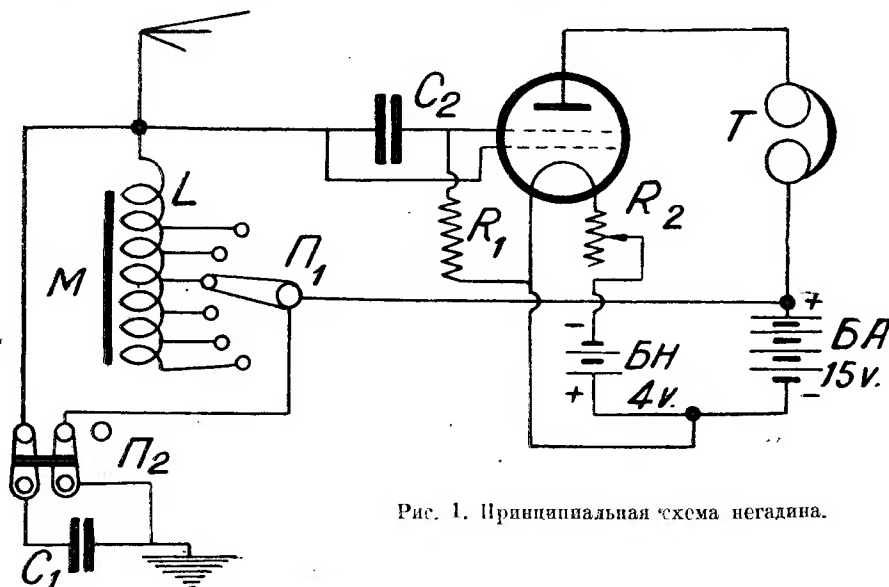 C2
T
L
R1
R2
M
П1
+
-
БН
4v.
+
БА
15v.
-
П2
C1
Рис. 1. Принципиальная схема негадина.